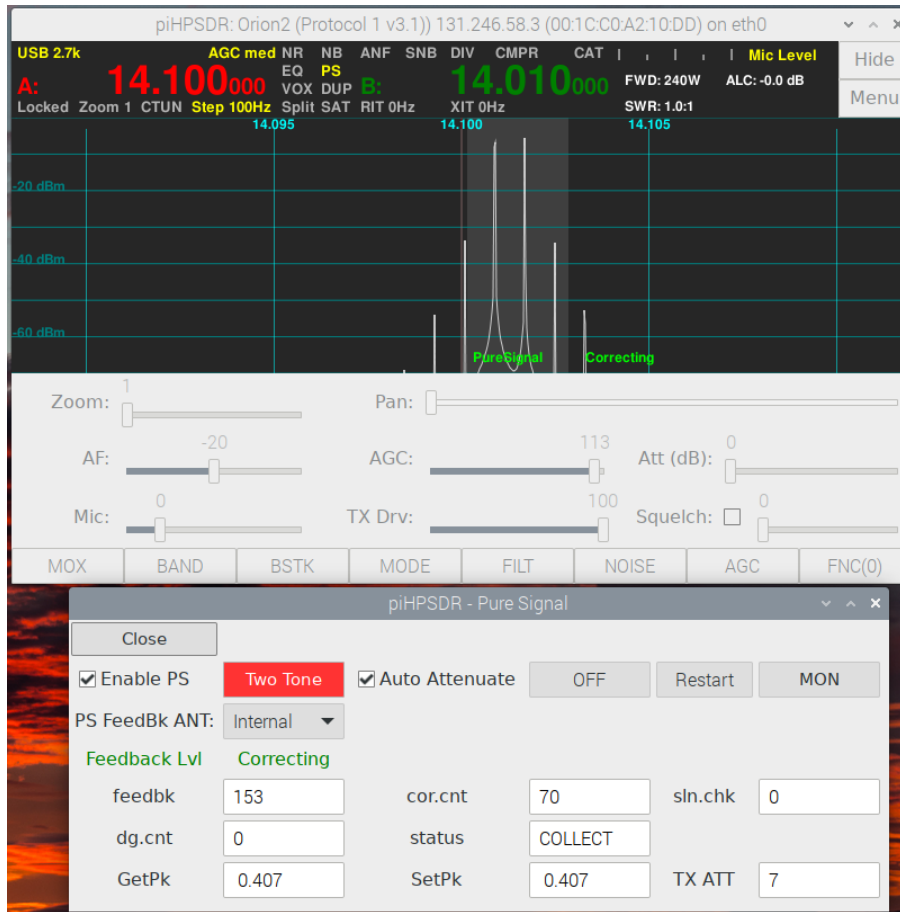 piHPSDR: Orion2 (Protocol 1 v3.1)) 131.246.58.3 (00:1C:C0:A2:10:DD) on eth0
USB 2.7k AGC med NR NB ANF SNB DIV CMPR CAT Mic Level Hide
EQ PS
A: 14.100000 VOX DUP B: 14.010000 FWD: 240W ALC: -0.0 dB
Locked Zoom 1 CTUN Step 100Hz Split SAT RIT 0Hz XIT 0Hz SWR: 1.0:1 Menu
14.095 14.100 14.105
-20 dBm
-40 dBm
-60 dBm
PureSignal Correcting
Zoom: 1 Pan:
AF: -20 AGC: 113 Att (dB): 0
Mic: 0 TX Drv: 100 Squelch: 0
MOX BAND BSTK MODE FILT NOISE AGC FNC(0)
piHPSDR - Pure Signal
Close
Enable PS Two Tone Auto Attenuate OFF Restart MON
PS FeedBk ANT: Internal
Feedback Lvl Correcting
feedbk 153 cor.cnt 70 sln.chk 0
dg.cnt 0 status COLLECT
GetPk 0.407 SetPk 0.407 TX ATT 7